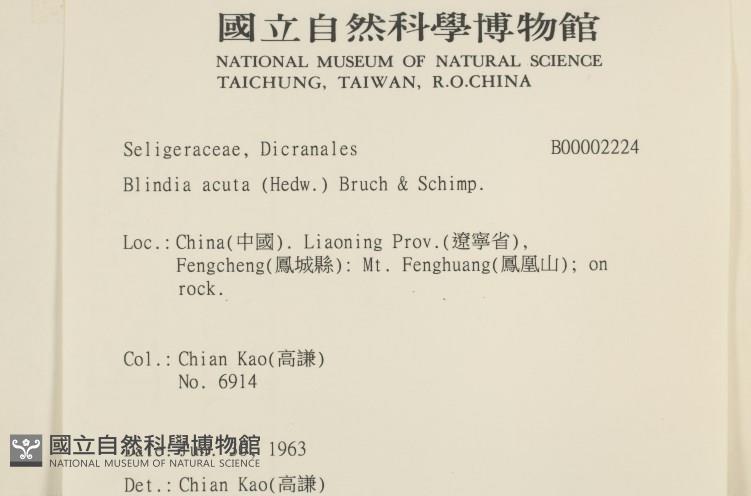 國立自然科學博物館
NATIONAL MUSEUM OF NATURAL SCIENCE
TAICHUNG, TAIWAN, R.O.CHINA
Seligeraceae, Dicranales B00002224
Blindia acuta (Hedw.) Bruch & Schimp.
Loc.: China(中國). Liaoning Prov.(遼寧省),
Fengcheng(鳳城縣): Mt. Fenghuang(鳳凰山); on
rock.
Col.: Chian Kao(高謙)
No. 6914
國立自然科學博物館
NATIONAL MUSEUM OF NATURAL SCIENCE
1963
Det.: Chian Kao(高謙)